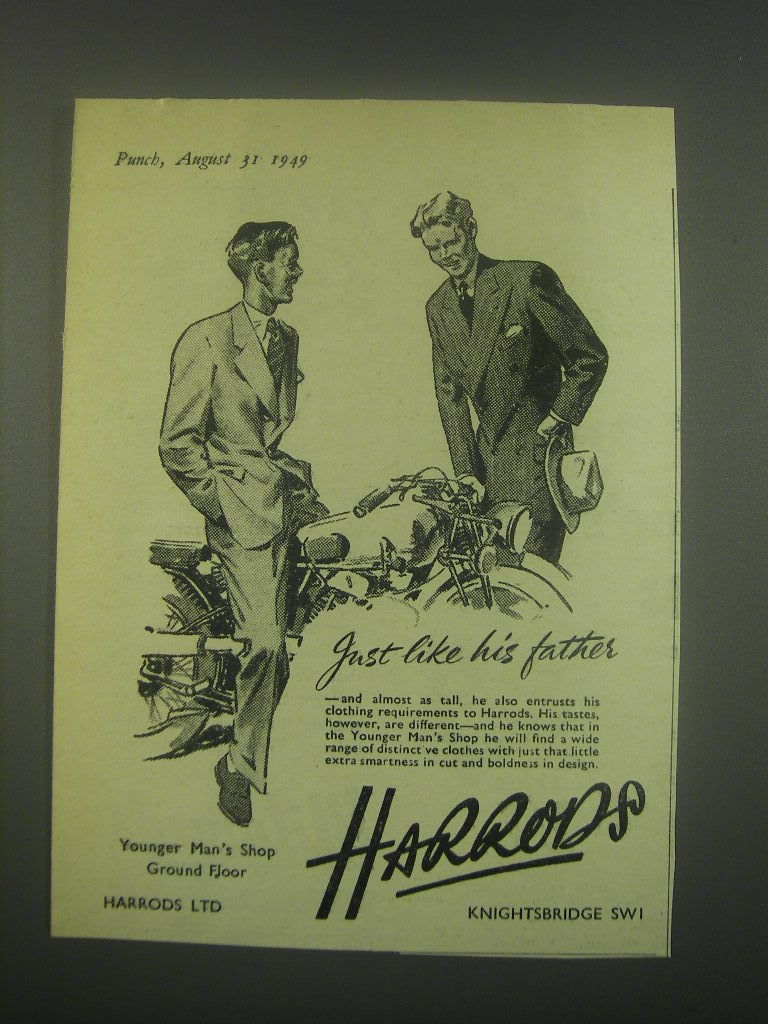 Punch, August 31 1949
Just like his father
—and almost as tall, he also entrusts his
clothing requirements to Harrods. His tastes,
however, are different—and he knows that in
the Younger Man's Shop he will find a wide
range of distinct've clothes with just that little
extra smartness in cut and boldness in design.
HARRODS
Younger Man's Shop
Ground Floor
HARRODS LTD
KNIGHTSBRIDGE SW1